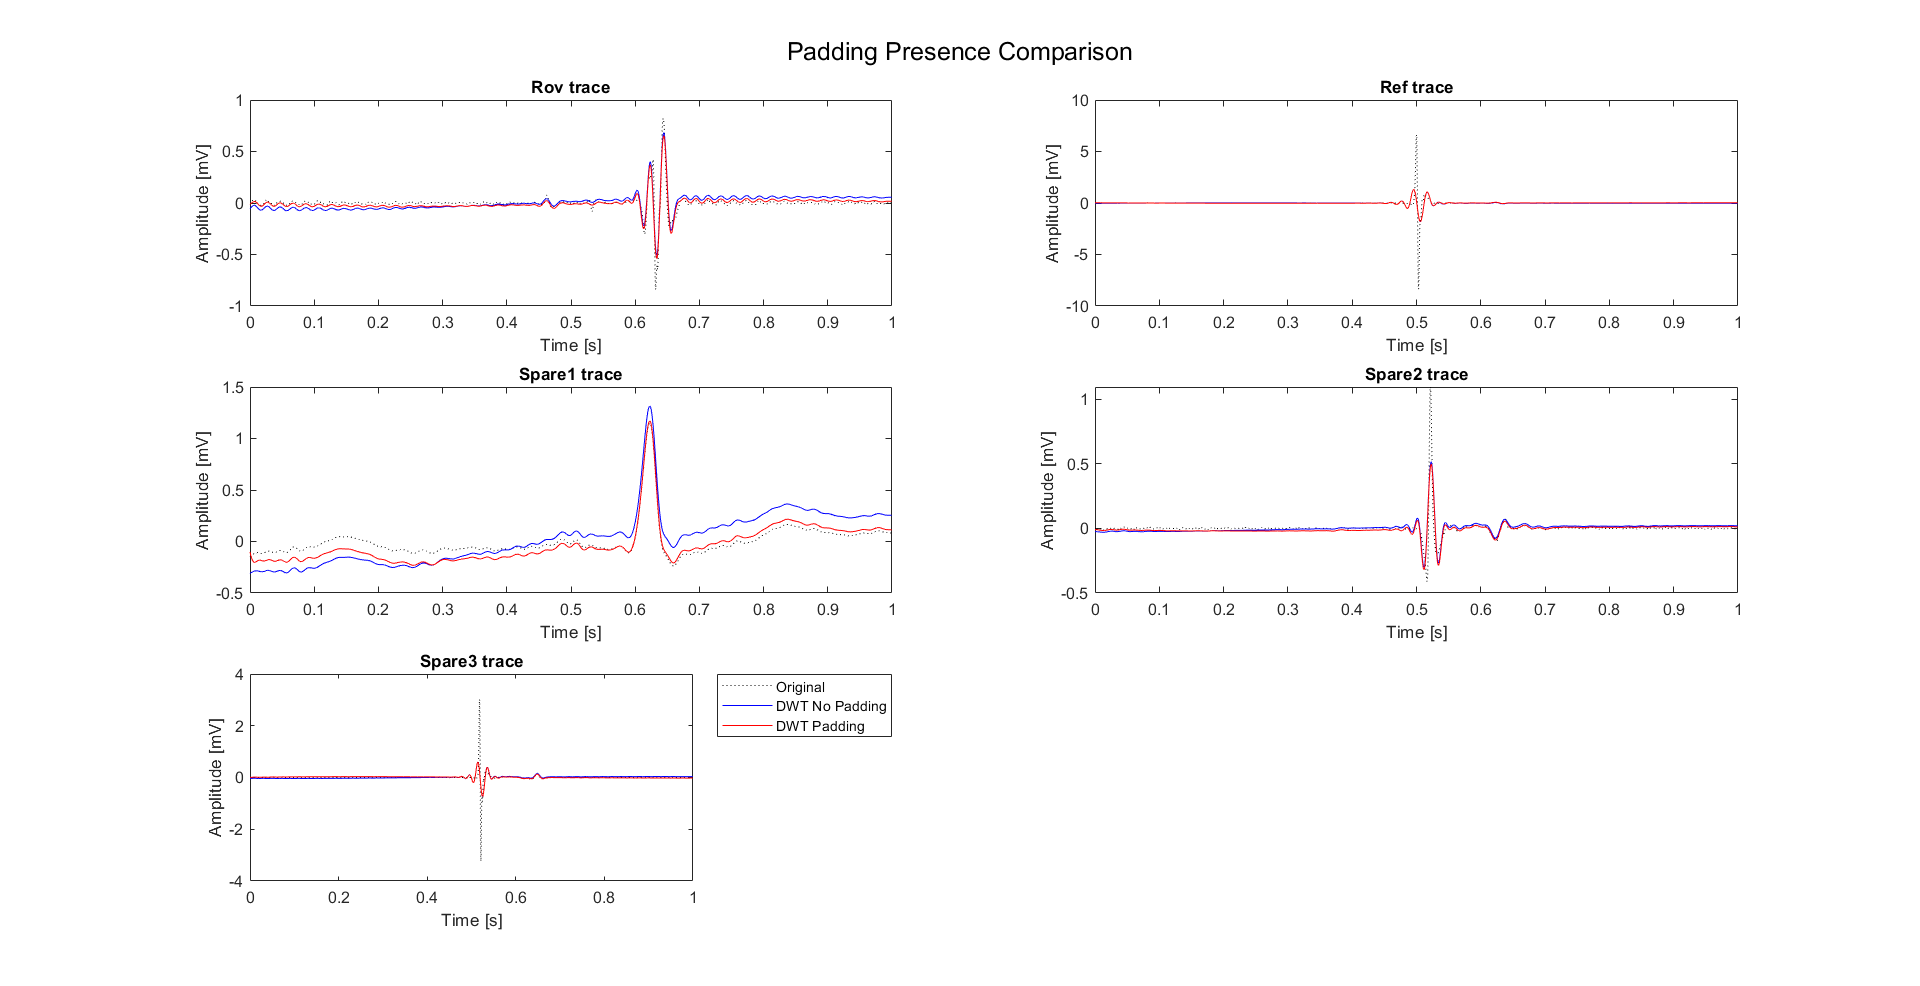 Padding Presence Comparison
Rov trace
Amplitude [mV]
1
0.5
0
-0.5
-1
0 0.1 0.2 0.3 0.4 0.5 0.6 0.7 0.8 0.9 1
Time [s]
Ref trace
Amplitude [mV]
10
5
0
-5
-10
0 0.1 0.2 0.3 0.4 0.5 0.6 0.7 0.8 0.9 1
Time [s]
Spare1 trace
Amplitude [mV]
1.5
1
0.5
0
-0.5
0 0.1 0.2 0.3 0.4 0.5 0.6 0.7 0.8 0.9 1
Time [s]
Spare2 trace
Amplitude [mV]
1
0.5
0
-0.5
0 0.1 0.2 0.3 0.4 0.5 0.6 0.7 0.8 0.9 1
Time [s]
Spare3 trace
Amplitude [mV]
4
2
0
-2
-4
0 0.2 0.4 0.6 0.8 1
Time [s]
Original
DWT No Padding
DWT Padding